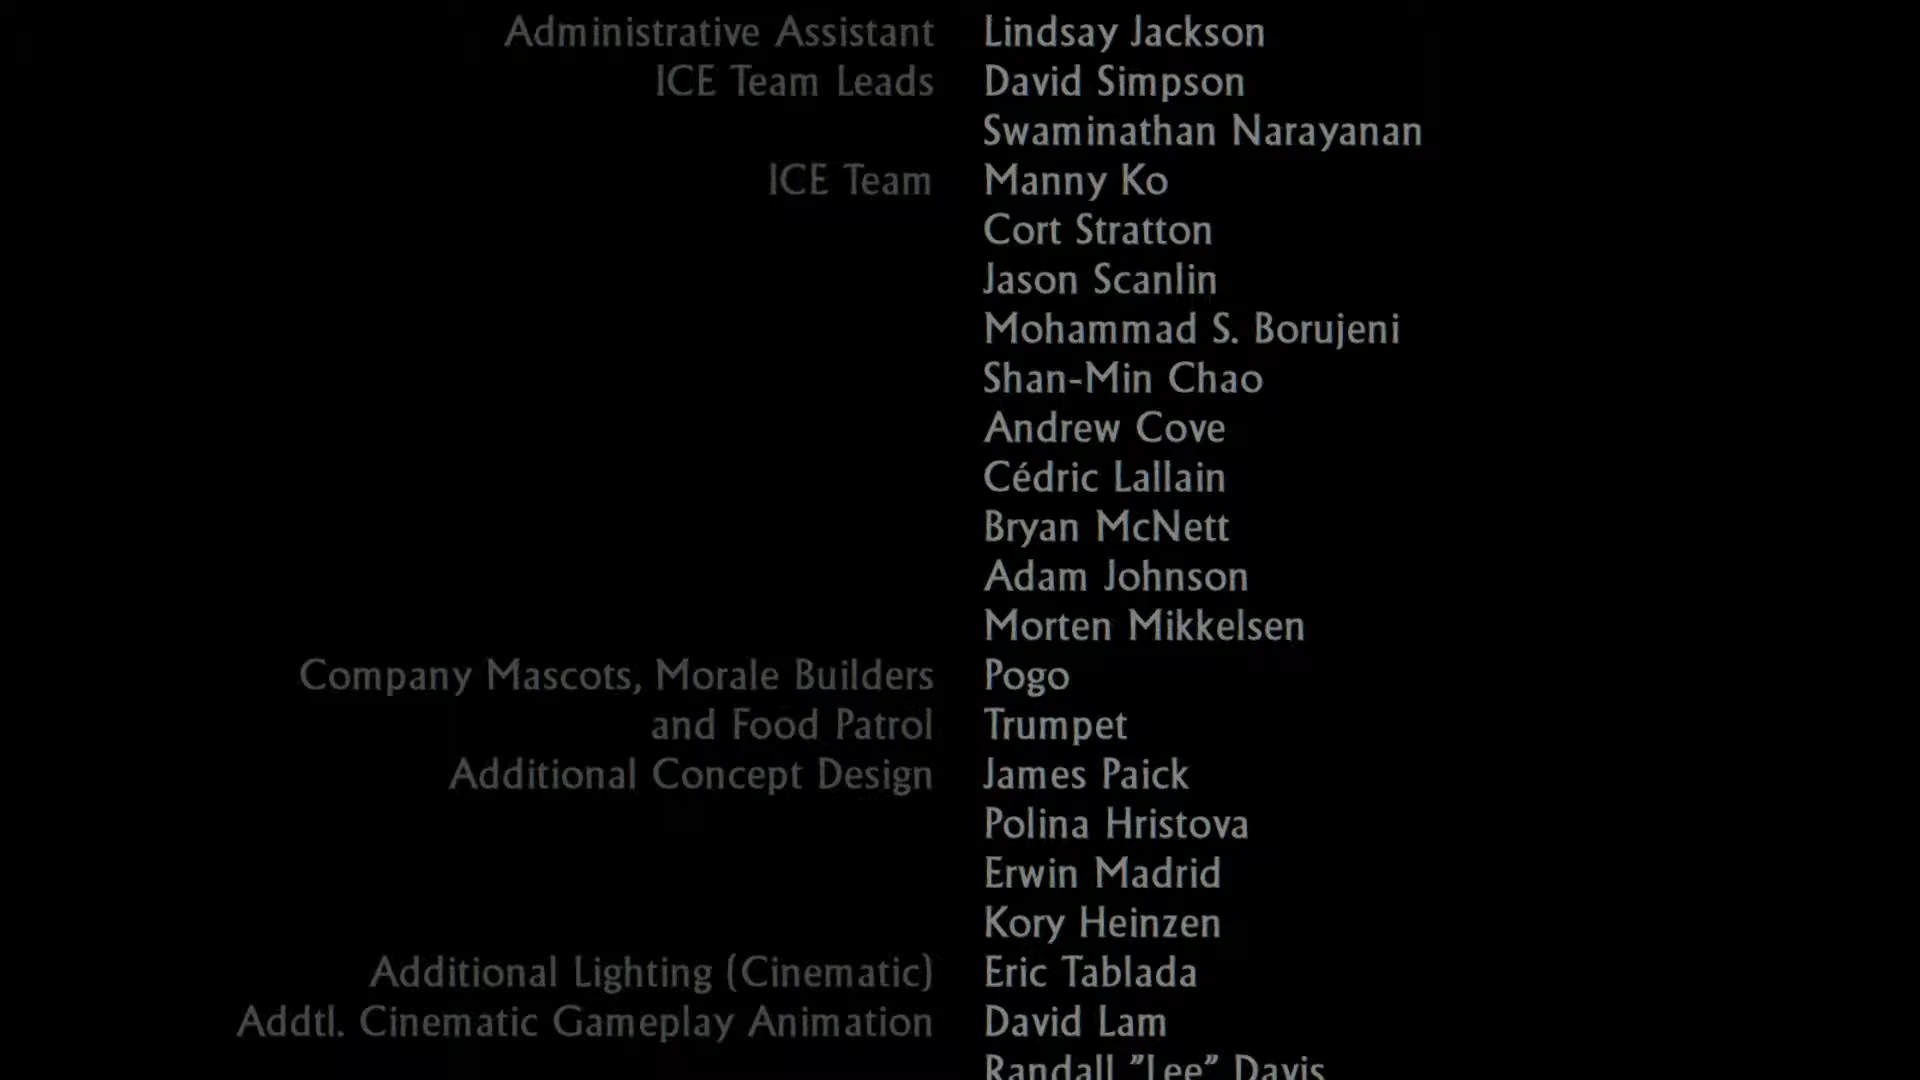 Administrative Assistant Lindsay Jackson
ICE Team Leads David Simpson
Swaminathan Narayanan
ICE Team Manny Ko
Cort Stratton
Jason Scanlin
Mohammad S. Borujeni
Shan-Min Chao
Andrew Cove
Cédric Lallain
Bryan McNett
Adam Johnson
Morten Mikkelsen
Company Mascots, Morale Builders Pogo
and Food Patrol Trumpet
Additional Concept Design James Paick
Polina Hristova
Erwin Madrid
Kory Heinzen
Additional Lighting (Cinematic) Eric Tablada
Addtl. Cinematic Gameplay Animation David Lam
Randall "Lee" Davis